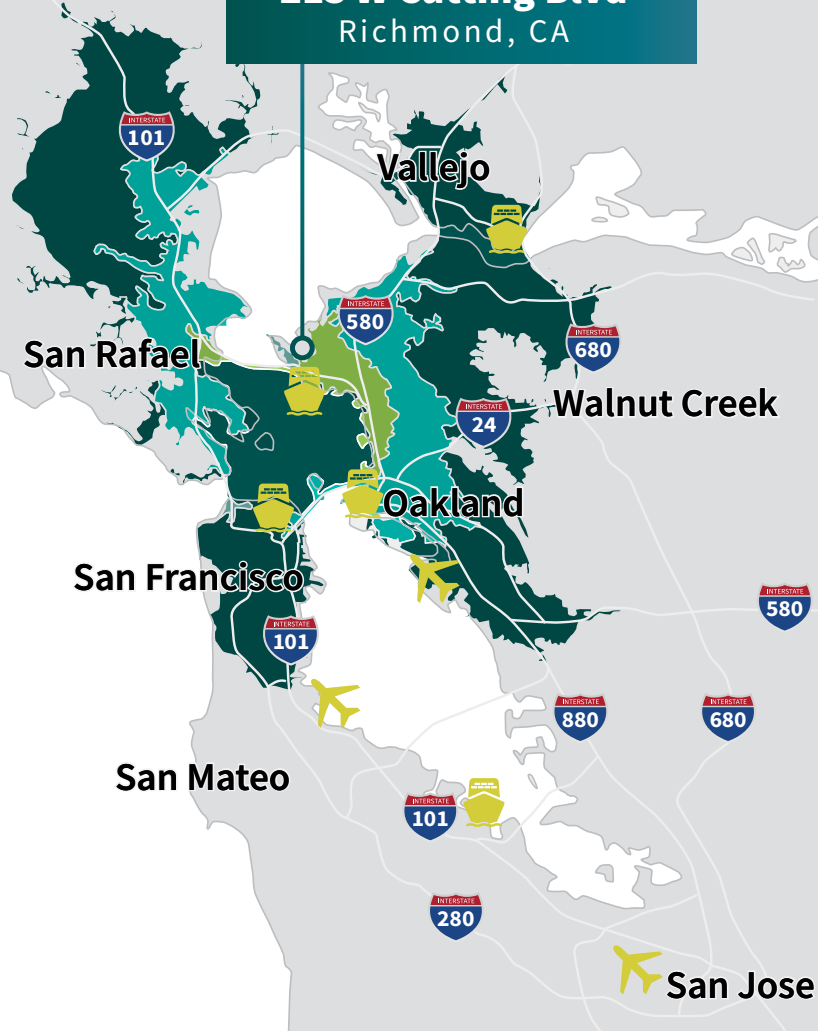 Richmond, CA
INTERSTATE
101
Vallejo
INTERSTATE
580
INTERSTATE
680
San Rafael
Walnut Creek
INTERSTATE
24
Oakland
San Francisco
INTERSTATE
580
INTERSTATE
101
INTERSTATE
880
INTERSTATE
680
San Mateo
INTERSTATE
101
INTERSTATE
280
San Jose